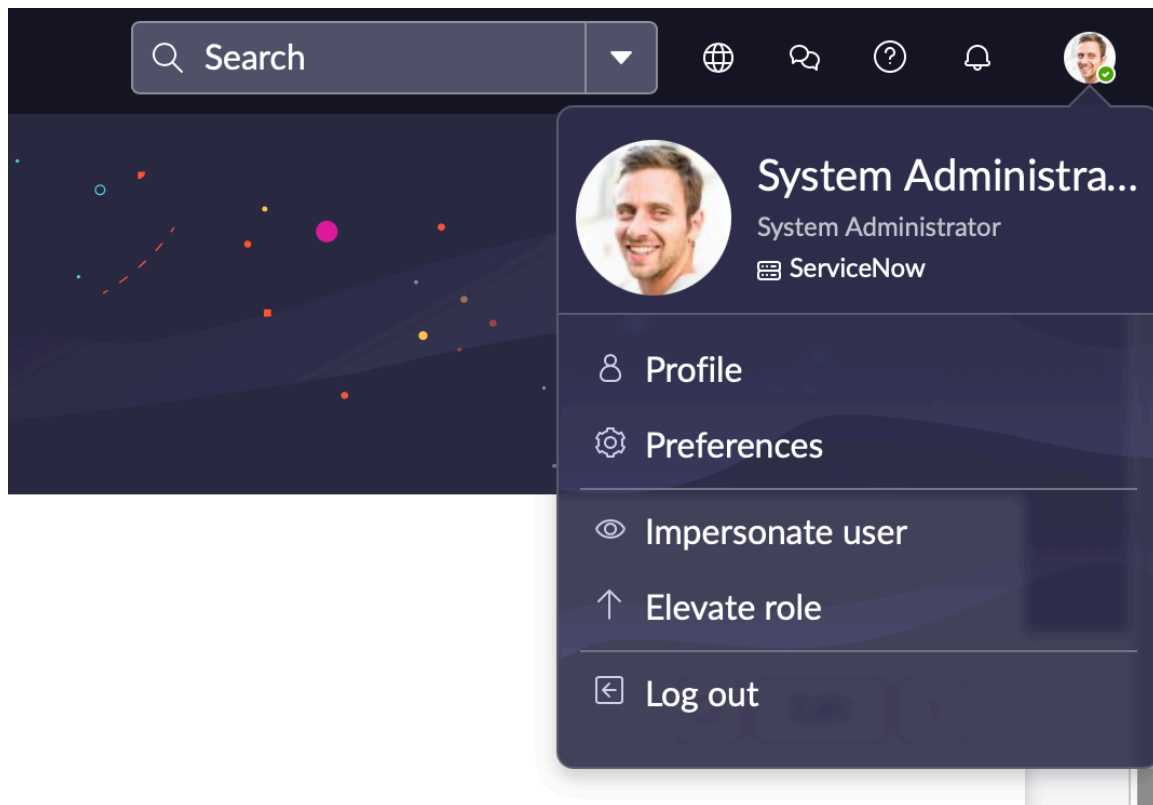 Search
System Administra...
System Administrator
ServiceNow
Profile
Preferences
Impersonate user
Elevate role
Log out